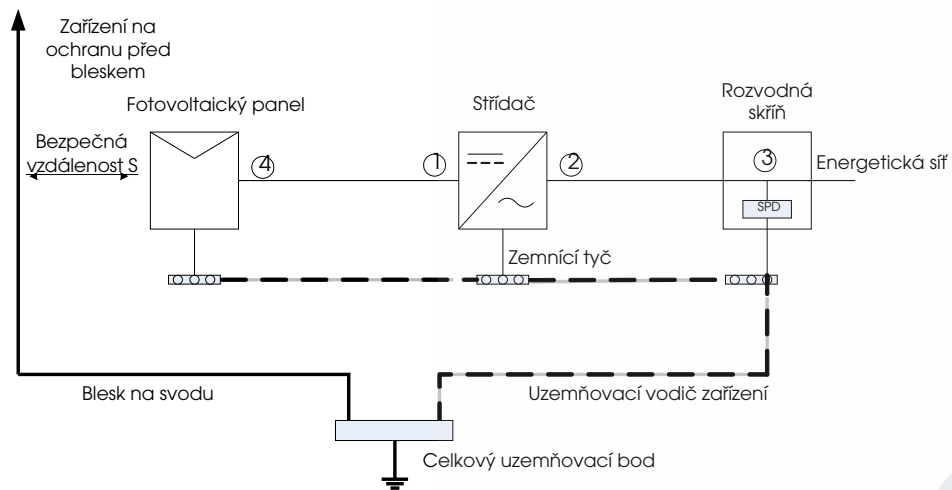 Zařízení na
ochranu před
bleskem
Fotovoltaický panel
Střídač
Rozvodná
skříň
Bezpečná
vzdálenost S
4
1
2
3
Energetická síť
SPD
Zemnící tyč
Blesk na svodu
Uzemňovací vodič zařízení
Celkový uzemňovací bod